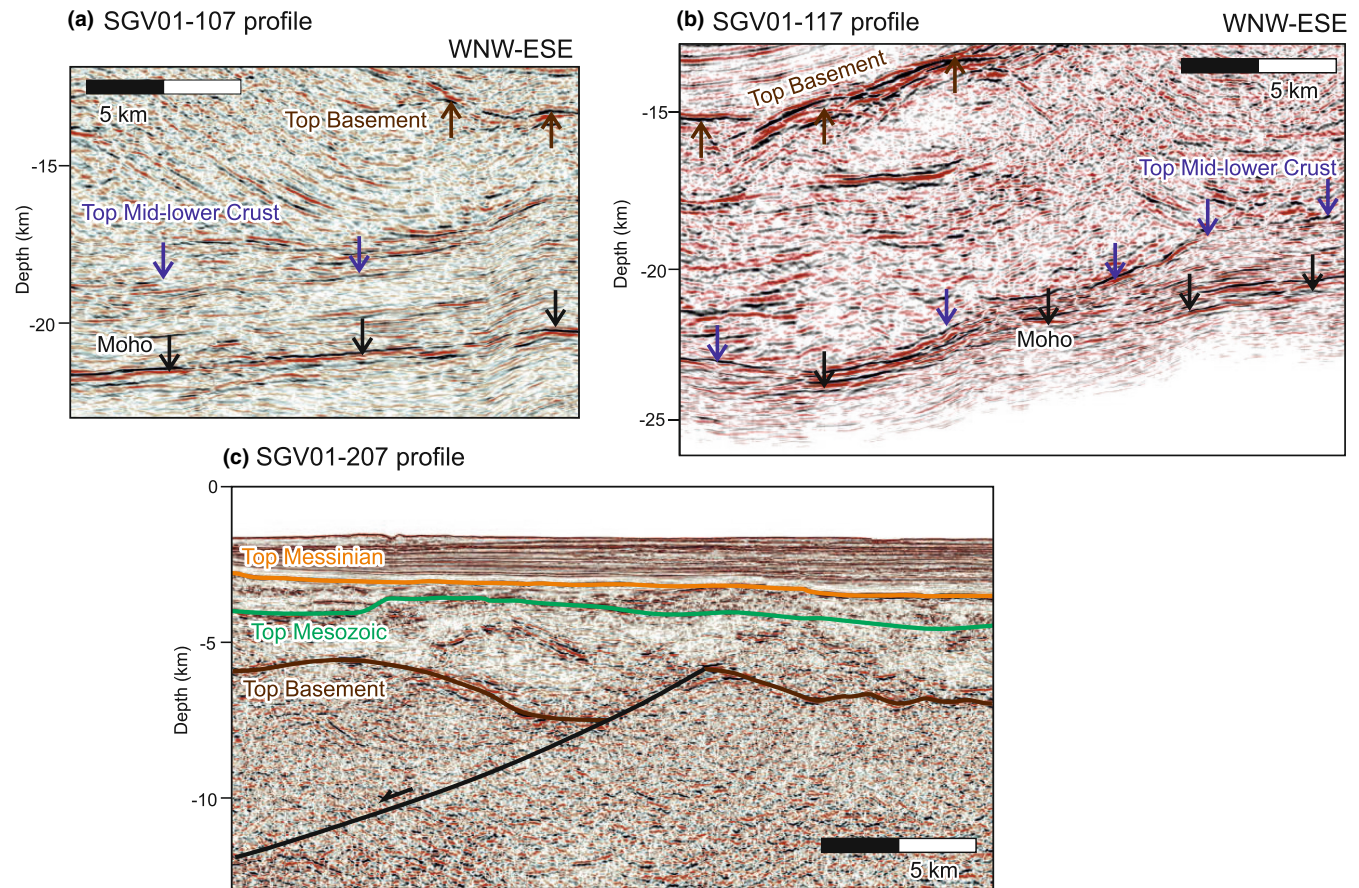 (a) SGV01-107 profile
WNW-ESE
5 km
Top Basement
-15
Top Mid-lower Crust
Depth (km)
-20
Moho
(b) SGV01-117 profile
WNW-ESE
5 km
Top Basement
-15
Top Mid-lower Crust
Depth (km)
-20
Moho
-25
(c) SGV01-207 profile
0
Top Messinian
Top Mesozoic
-5
Depth (km)
Top Basement
-10
5 km